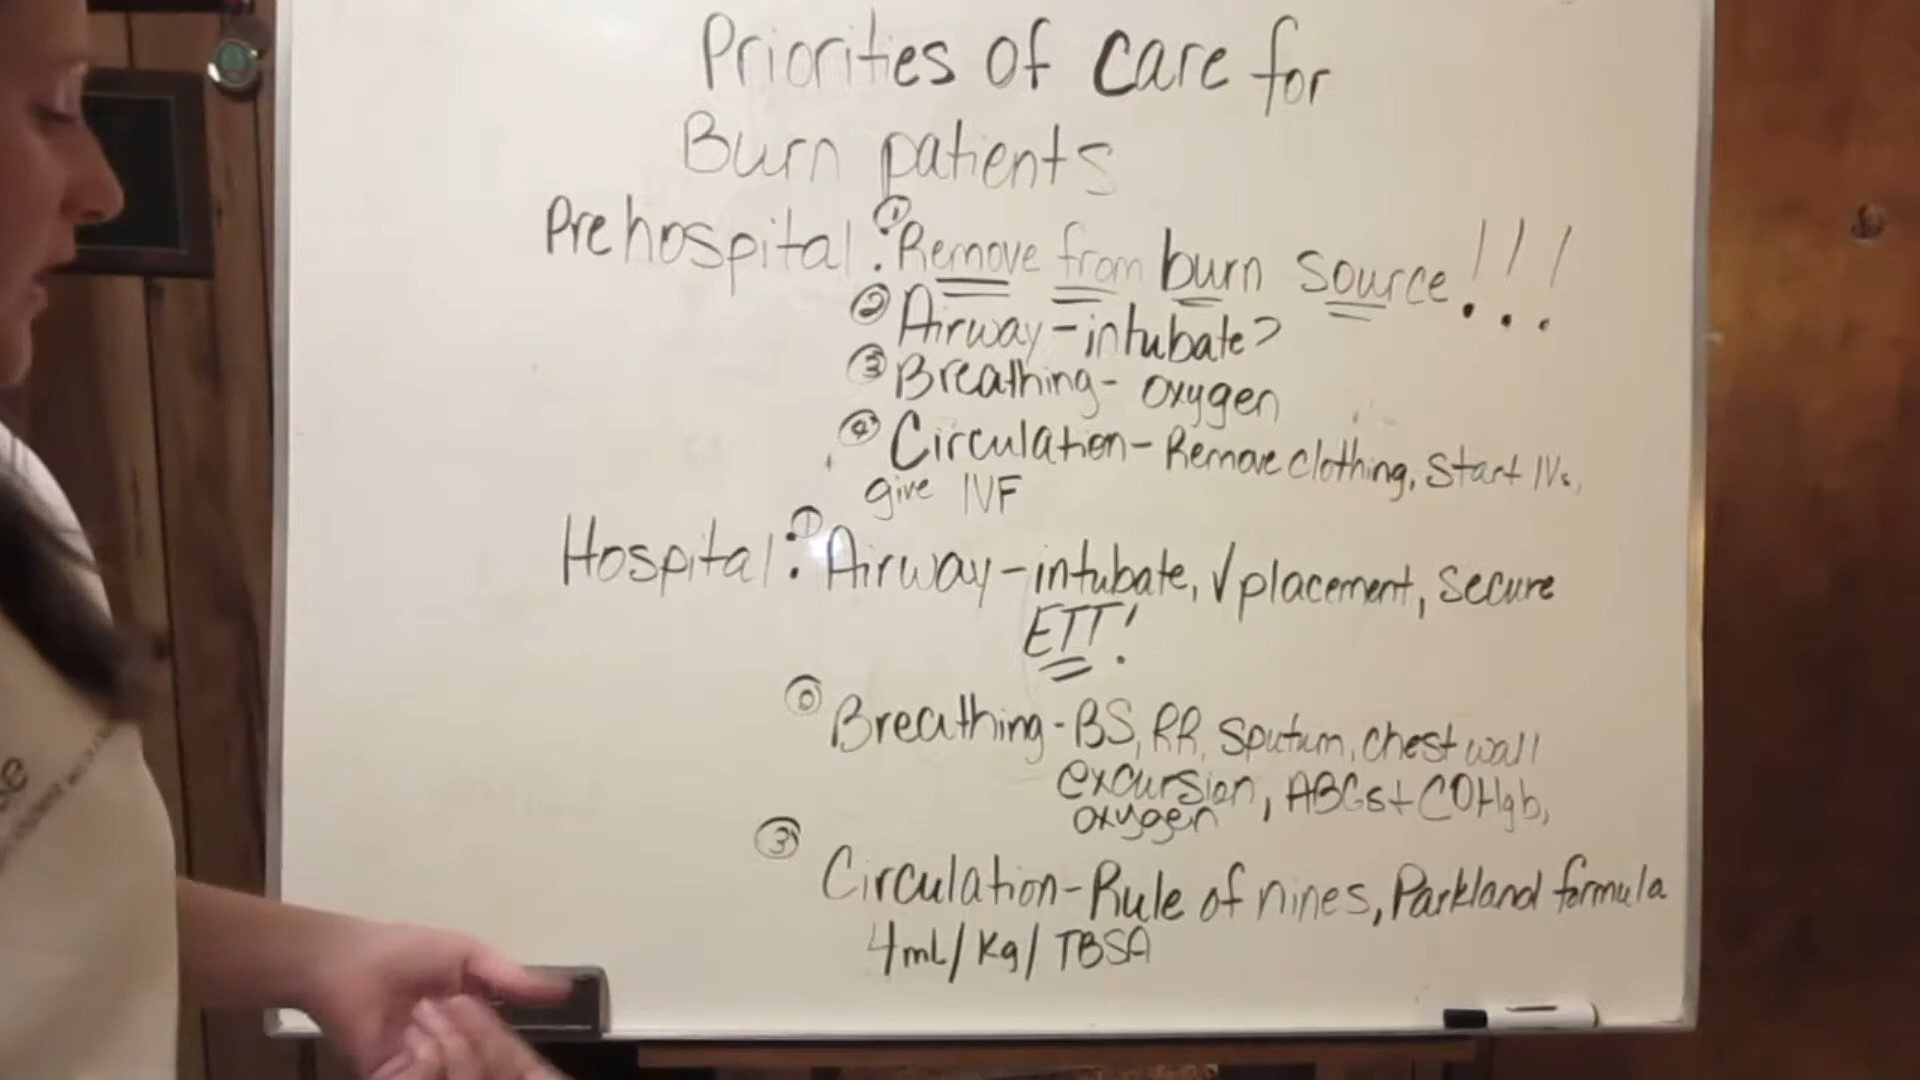 Priorities of care for
Burn patients
Prehospital: ① Remove from burn source!!!
② Airway - intubate?
③ Breathing - oxygen
④ Circulation - Remove clothing, Start IVs,
give IVF
Hospital: ① Airway - intubate, √ placement, secure
ETT!
② Breathing - BS, RR, Sputum, chest wall
excursion, ABGs + COHgb,
oxygen
③ Circulation - Rule of nines, Parkland formula
4mL/Kg/TBSA